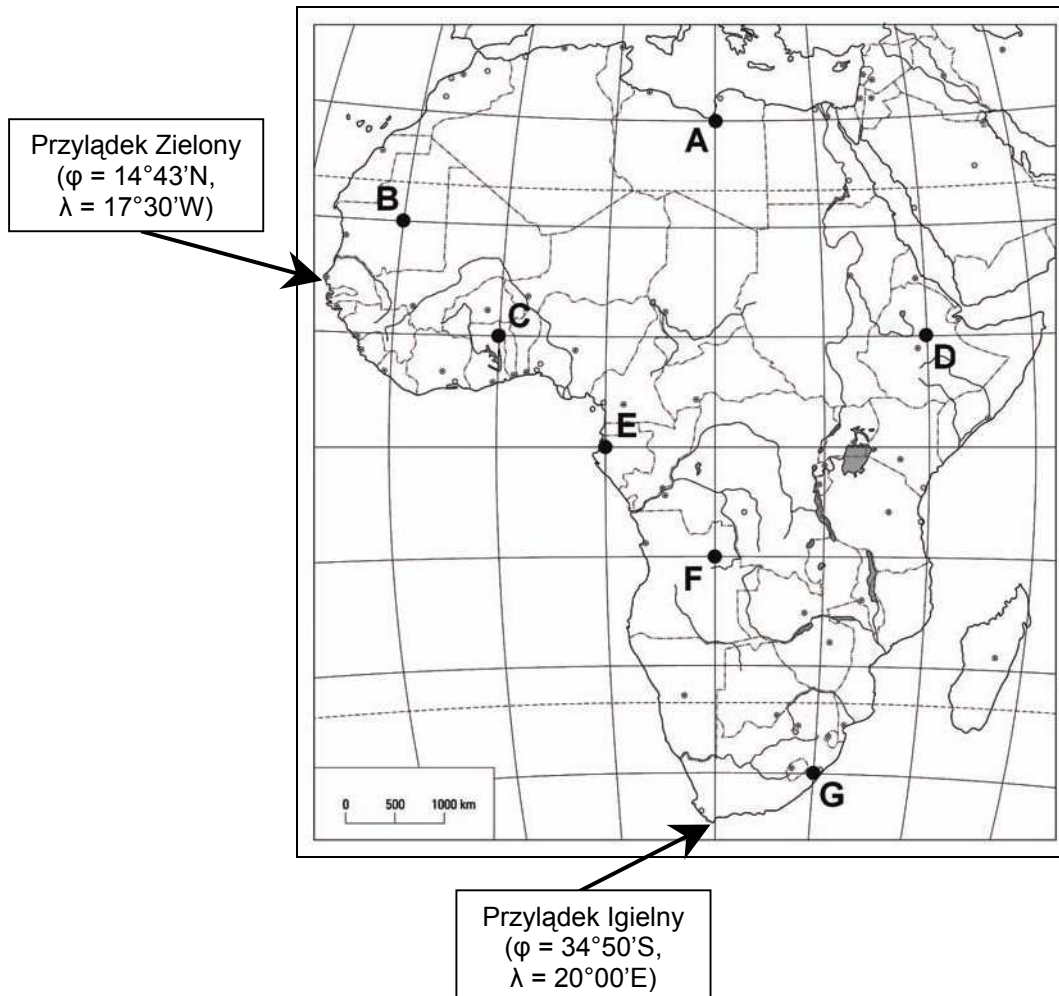 Przylądek Zielony
(φ = 14°43’N,
λ = 17°30’W)
A
B
C
D
E
F
G
0 500 1000 km
Przylądek Igielny
(φ = 34°50’S,
λ = 20°00’E)